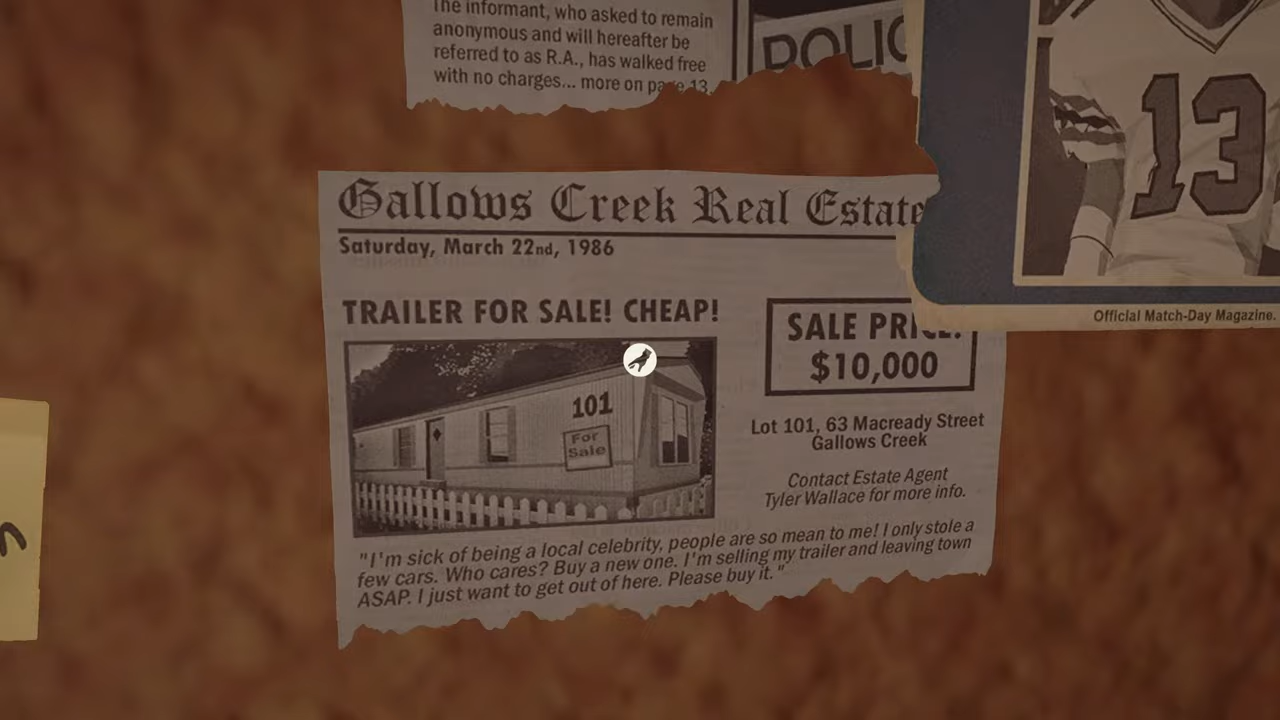 The informant, who asked to remain
anonymous and will hereafter be
referred to as R.A., has walked free
with no charges... more on page 13.
POLIC
13
Gallows Creek Real Estate
Saturday, March 22nd, 1986
TRAILER FOR SALE! CHEAP!
SALE PRICE:
$10,000
101
For
Sale
Lot 101, 63 Macready Street
Gallows Creek
Contact Estate Agent
Tyler Wallace for more info.
"I'm sick of being a local celebrity, people are so mean to me! I only stole a
few cars. Who cares? Buy a new one. I'm selling my trailer and leaving town
ASAP. I just want to get out of here. Please buy it."
Official Match-Day Magazine.